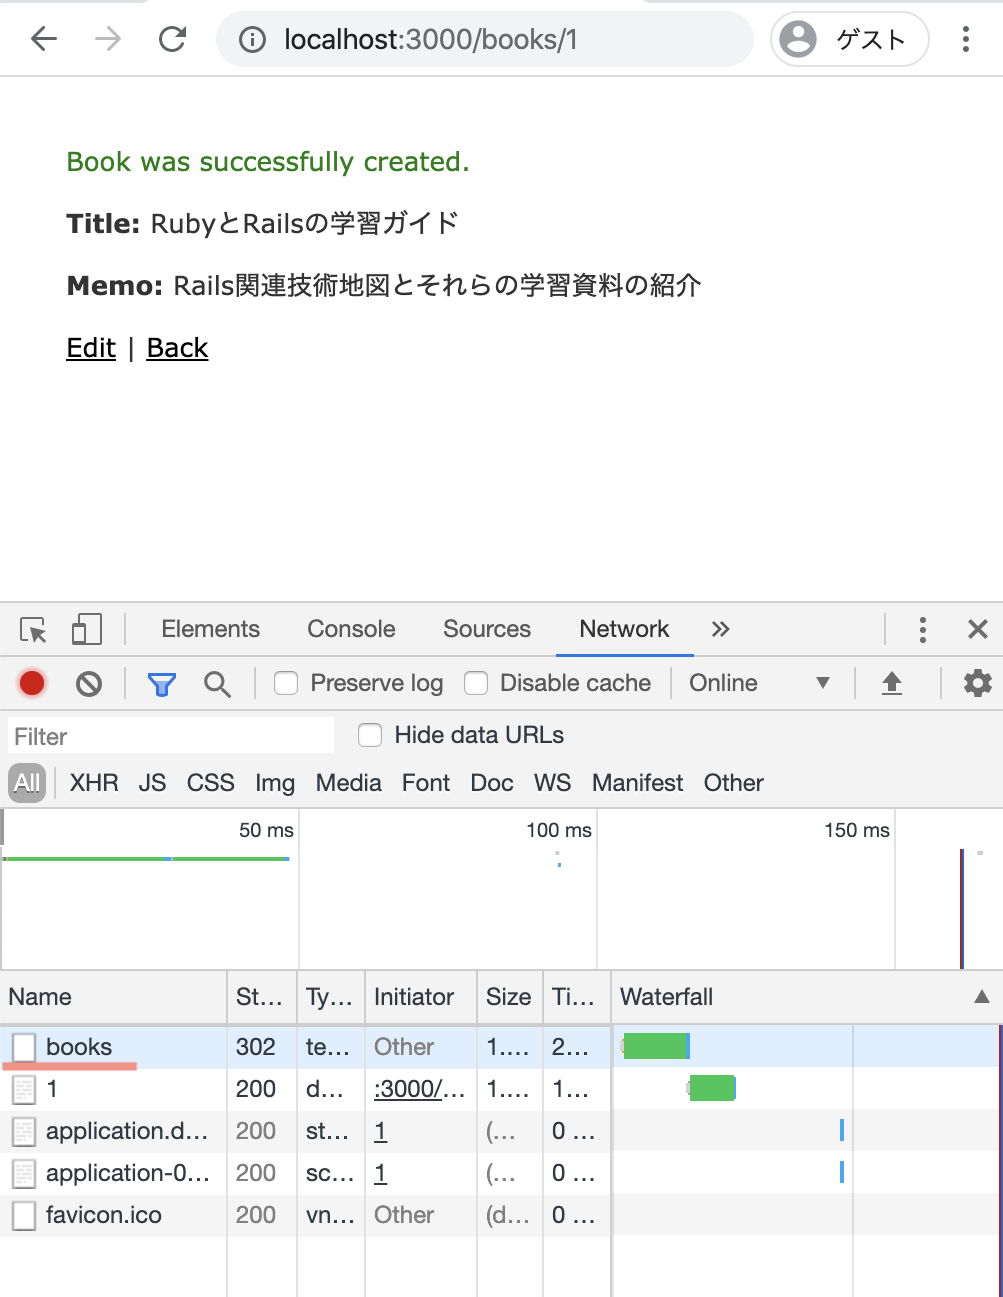 localhost:3000/books/1 ゲスト
Book was successfully created.
Title: RubyとRailsの学習ガイド
Memo: Rails関連技術地図とそれらの学習資料の紹介
Edit | Back
Elements Console Sources Network »
Preserve log Disable cache Online
Filter Hide data URLs
All XHR JS CSS Img Media Font Doc WS Manifest Other
50 ms 100 ms 150 ms
Name St... Ty... Initiator Size Ti... Waterfall
books 302 te... Other 1.... 2...
1 200 d... :3000/... 1.... 1...
application.d... 200 st... 1 (... 0 ...
application-0... 200 sc... 1 (... 0 ...
favicon.ico 200 vn... Other (d... 0 ...